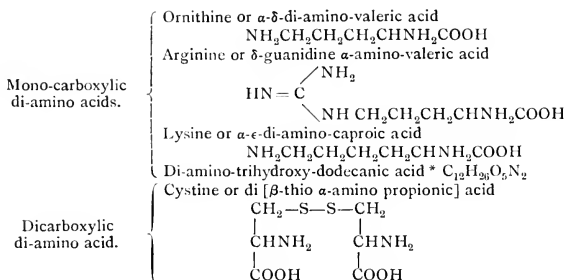 Ornithine or α-δ-di-amino-valeric acid
NH₂CH₂CH₂CH₂CHNH₂COOH
Arginine or δ-guanidine α-amino-valeric acid
NH₂
HN = C
NH CH₂CH₂CH₂CHNH₂COOH
Mono-carboxylic
di-amino acids.
Lysine or α-ε-di-amino-caproic acid
NH₂CH₂CH₂CH₂CH₂CHNH₂COOH
Di-amino-trihydroxy-dodecanic acid * C₁₂H₂₆O₅N₂
Cystine or di [β-thio α-amino propionic] acid
CH₂—S—S—CH₂
Dicarboxylic
di-amino acid.
CHNH₂ CHNH₂
COOH COOH